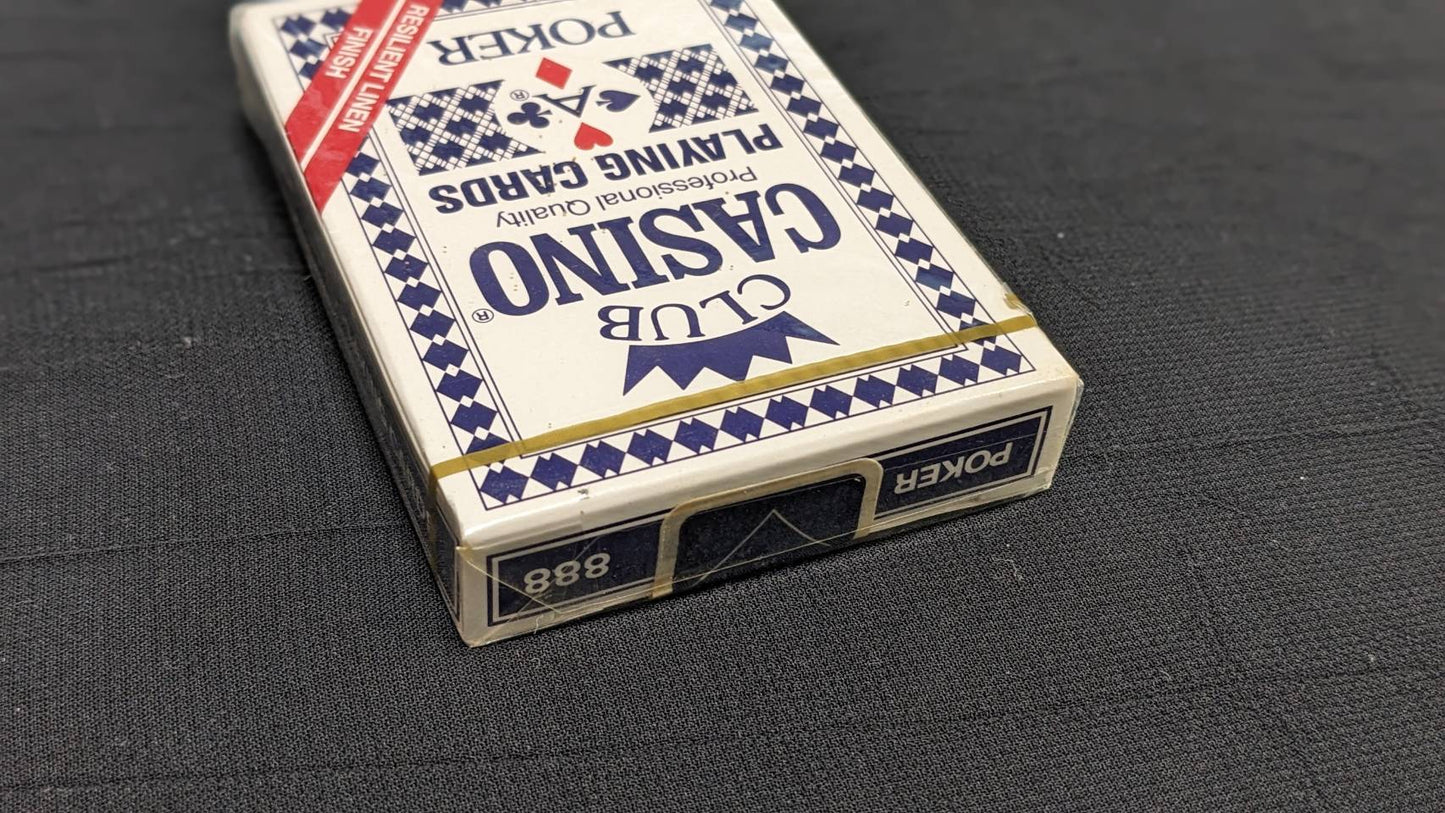 CLUB
CASINO®
Professional Quality
PLAYING CARDS
A®
POKER
RESILIENT LINEN
FINISH
POKER
888